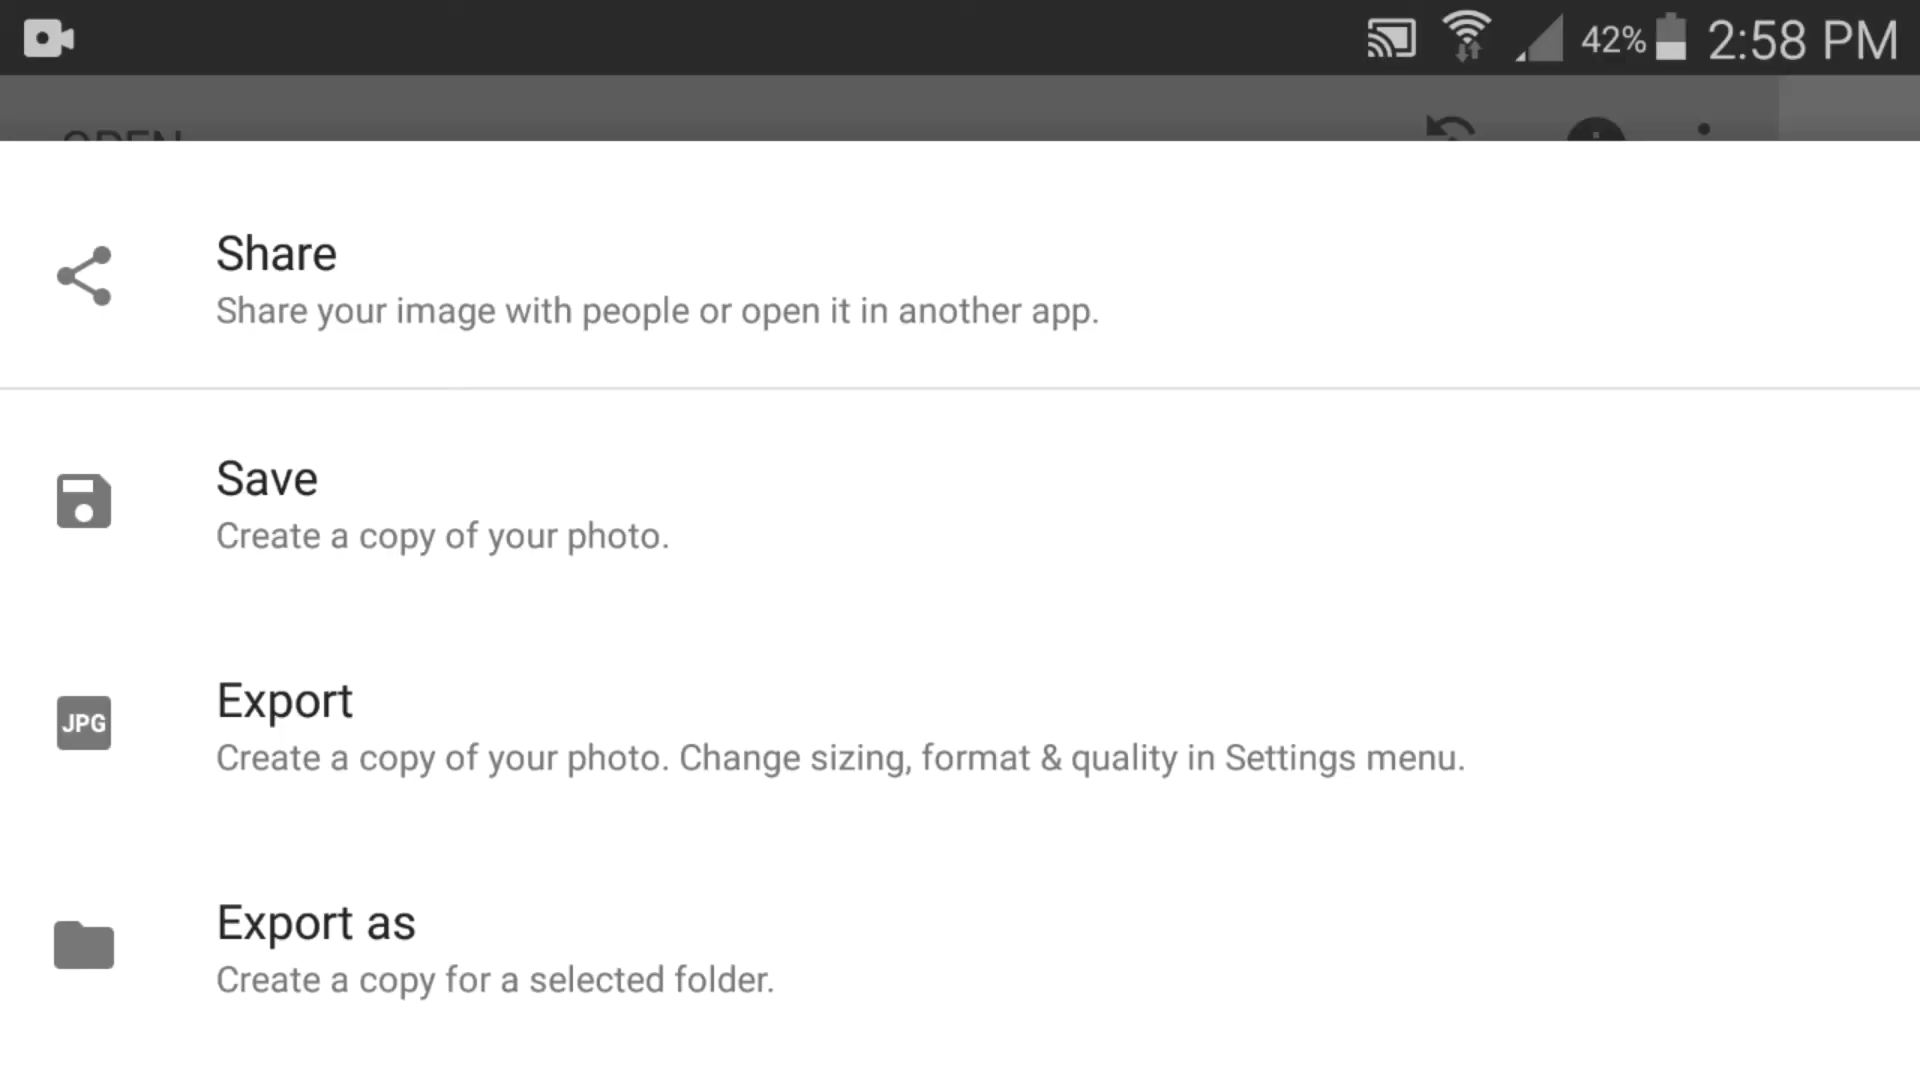 42% 2:58 PM
OPEN
Share
Share your image with people or open it in another app.
Save
Create a copy of your photo.
JPG
Export
Create a copy of your photo. Change sizing, format & quality in Settings menu.
Export as
Create a copy for a selected folder.